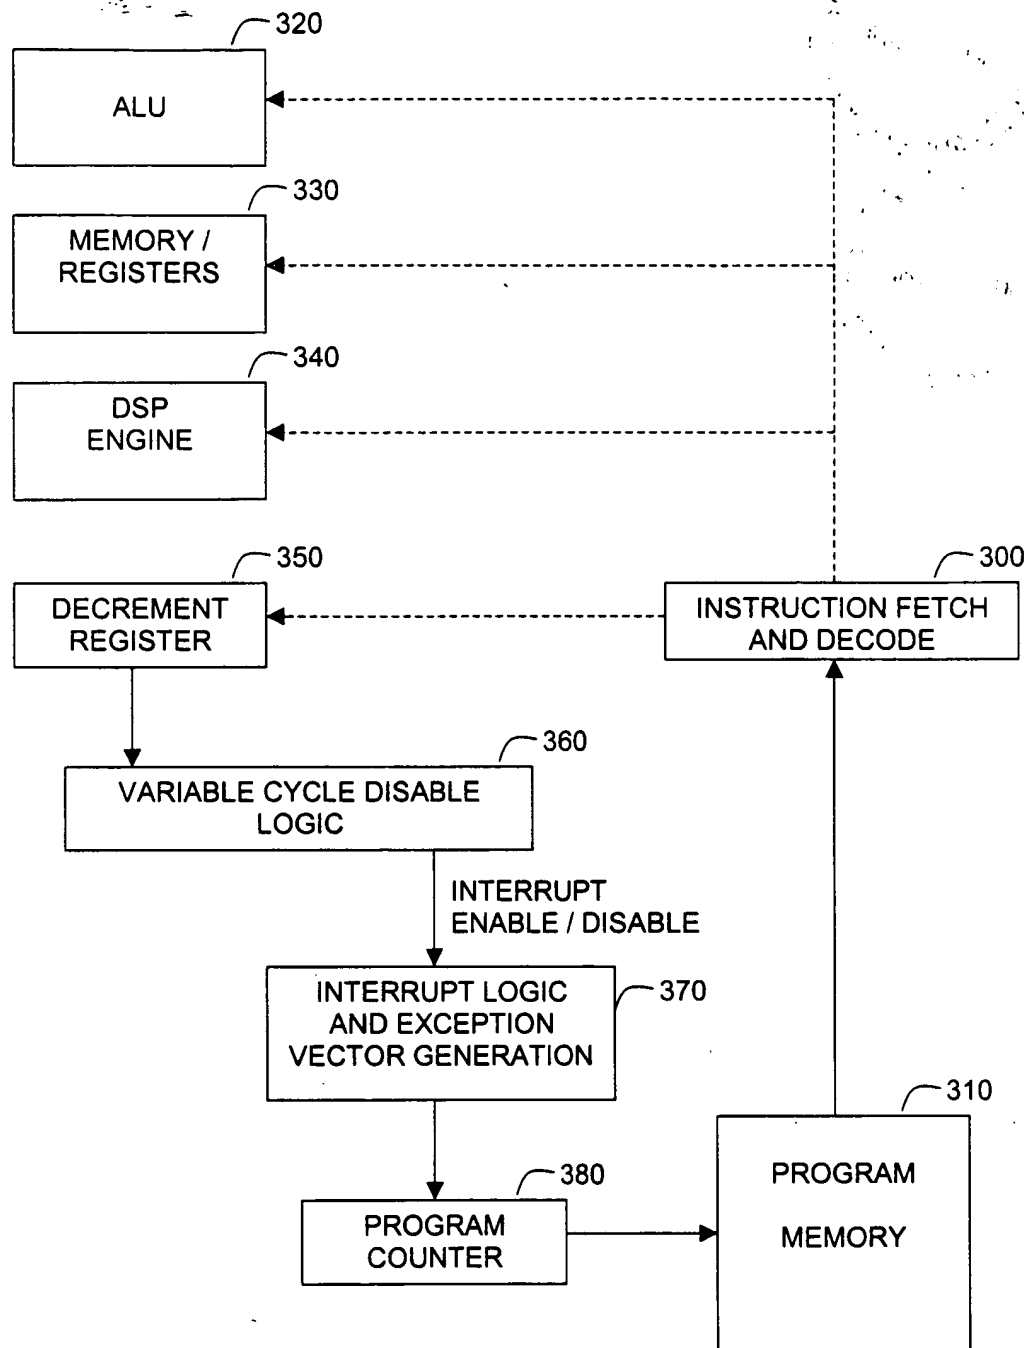 320
ALU
330
MEMORY /
REGISTERS
340
DSP
ENGINE
350
DECREMENT
REGISTER
300
INSTRUCTION FETCH
AND DECODE
360
VARIABLE CYCLE DISABLE
LOGIC
INTERRUPT
ENABLE / DISABLE
370
INTERRUPT LOGIC
AND EXCEPTION
VECTOR GENERATION
310
PROGRAM
MEMORY
380
PROGRAM
COUNTER